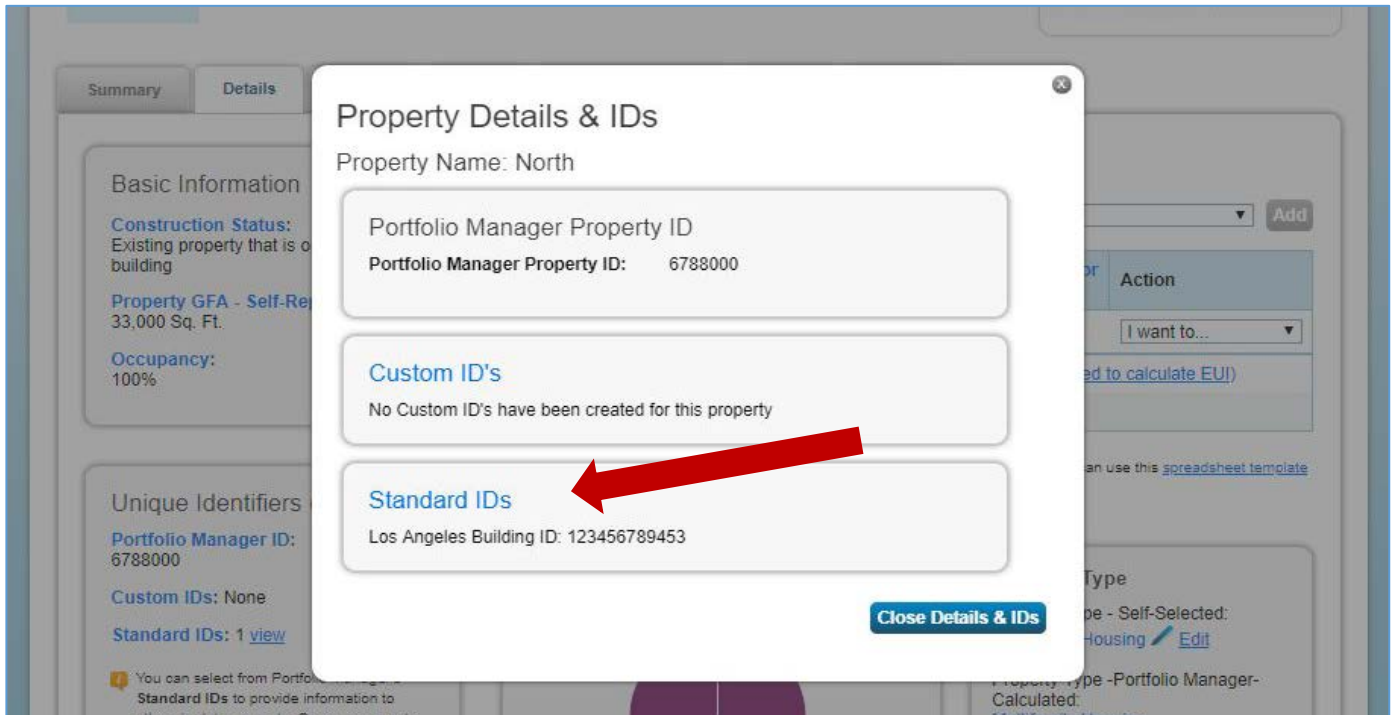 Summary
Details
Basic Information
Construction Status:
Existing property that is o
building
Property GFA - Self-Rep
33,000 Sq. Ft.
Occupancy:
100%
Unique Identifiers
Portfolio Manager ID:
6788000
Custom IDs: None
Standard IDs: 1 view
You can select from Portfo
Standard IDs to provide information to
Property Details & IDs
Property Name: North
Portfolio Manager Property ID
Portfolio Manager Property ID: 6788000
Custom ID's
No Custom ID's have been created for this property
Standard IDs
Los Angeles Building ID: 123456789453
Close Details & IDs
Add
or
Action
I want to...
ed to calculate EUI)
an use this spreadsheet template
Type
pe - Self-Selected:
Housing Edit
Property Type -Portfolio Manager-
Calculated: